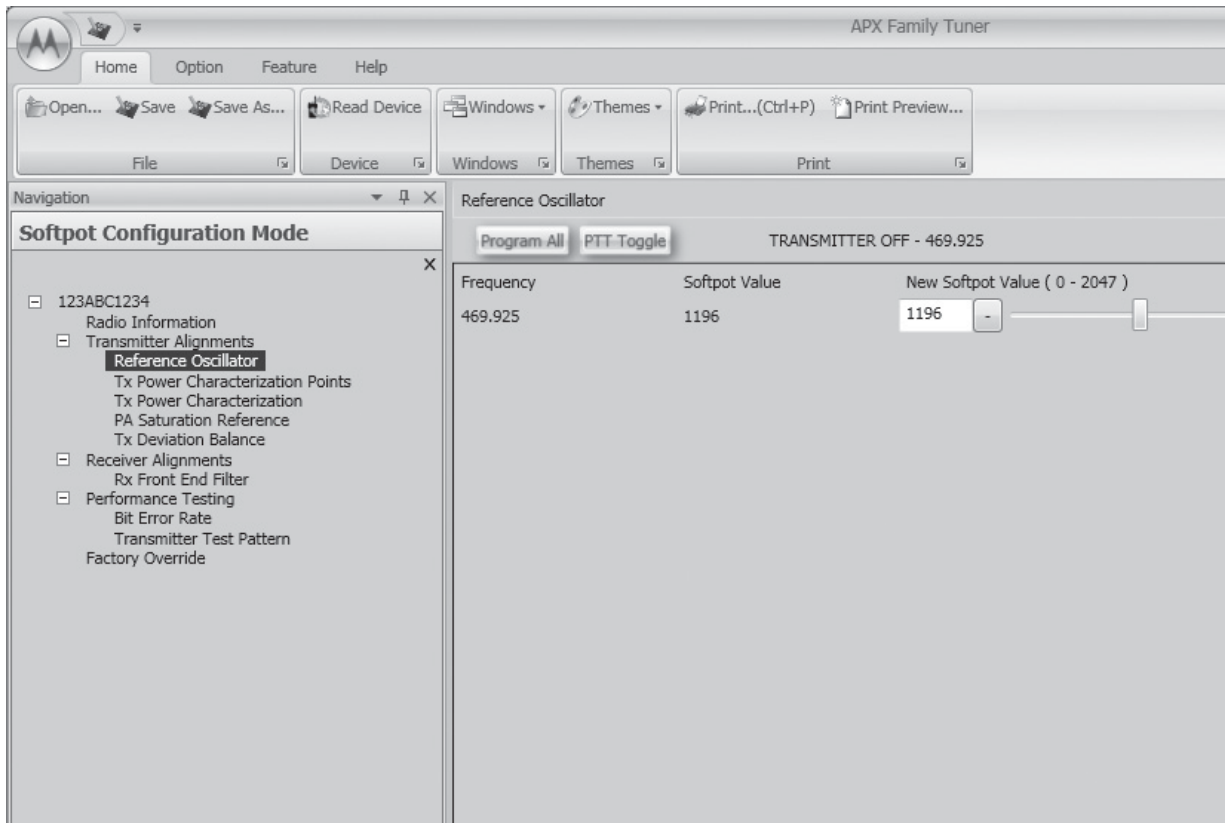 APX Family Tuner
Home Option Feature Help
Open... Save Save As... Read Device Windows Themes Print...(Ctrl+P) Print Preview...
File Device Windows Themes Print
Navigation
Softpot Configuration Mode
123ABC1234
Radio Information
Transmitter Alignments
Reference Oscillator
Tx Power Characterization Points
Tx Power Characterization
PA Saturation Reference
Tx Deviation Balance
Receiver Alignments
Rx Front End Filter
Performance Testing
Bit Error Rate
Transmitter Test Pattern
Factory Override
Reference Oscillator
Program All PTT Toggle TRANSMITTER OFF - 469.925
Frequency Softpot Value New Softpot Value ( 0 - 2047 )
469.925 1196 1196 -